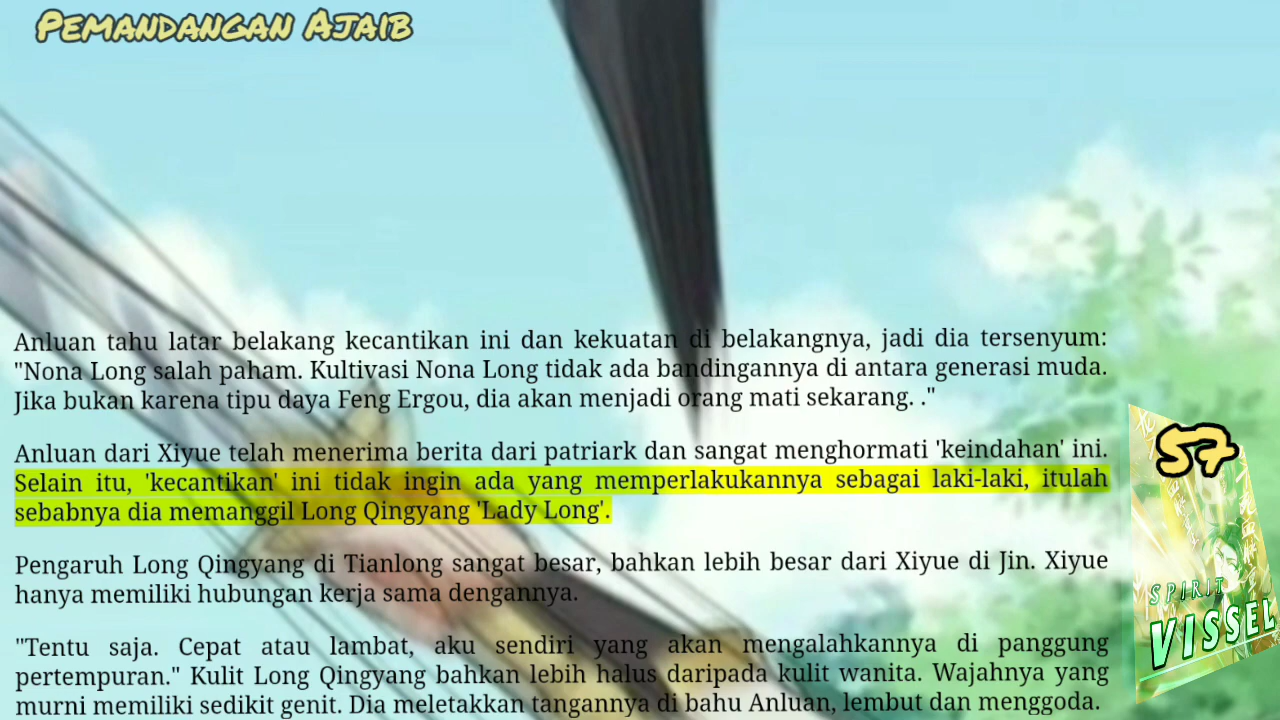 Pemandangan Ajaib
Anluan tahu latar belakang kecantikan ini dan kekuatan di belakangnya, jadi dia tersenyum:
"Nona Long salah paham. Kultivasi Nona Long tidak ada bandingannya di antara generasi muda.
Jika bukan karena tipu daya Feng Ergou, dia akan menjadi orang mati sekarang. ."
Anluan dari Xiyue telah menerima berita dari patriark dan sangat menghormati 'keindahan' ini.
Selain itu, 'kecantikan' ini tidak ingin ada yang memperlakukannya sebagai laki-laki, itulah
sebabnya dia memanggil Long Qingyang 'Lady Long'.
Pengaruh Long Qingyang di Tianlong sangat besar, bahkan lebih besar dari Xiyue di Jin. Xiyue
hanya memiliki hubungan kerja sama dengannya.
"Tentu saja. Cepat atau lambat, aku sendiri yang akan mengalahkannya di panggung
pertempuran." Kulit Long Qingyang bahkan lebih halus daripada kulit wanita. Wajahnya yang
murni memiliki sedikit genit. Dia meletakkan tangannya di bahu Anluan, lembut dan menggoda.
57
SPIRIT
VISSEL